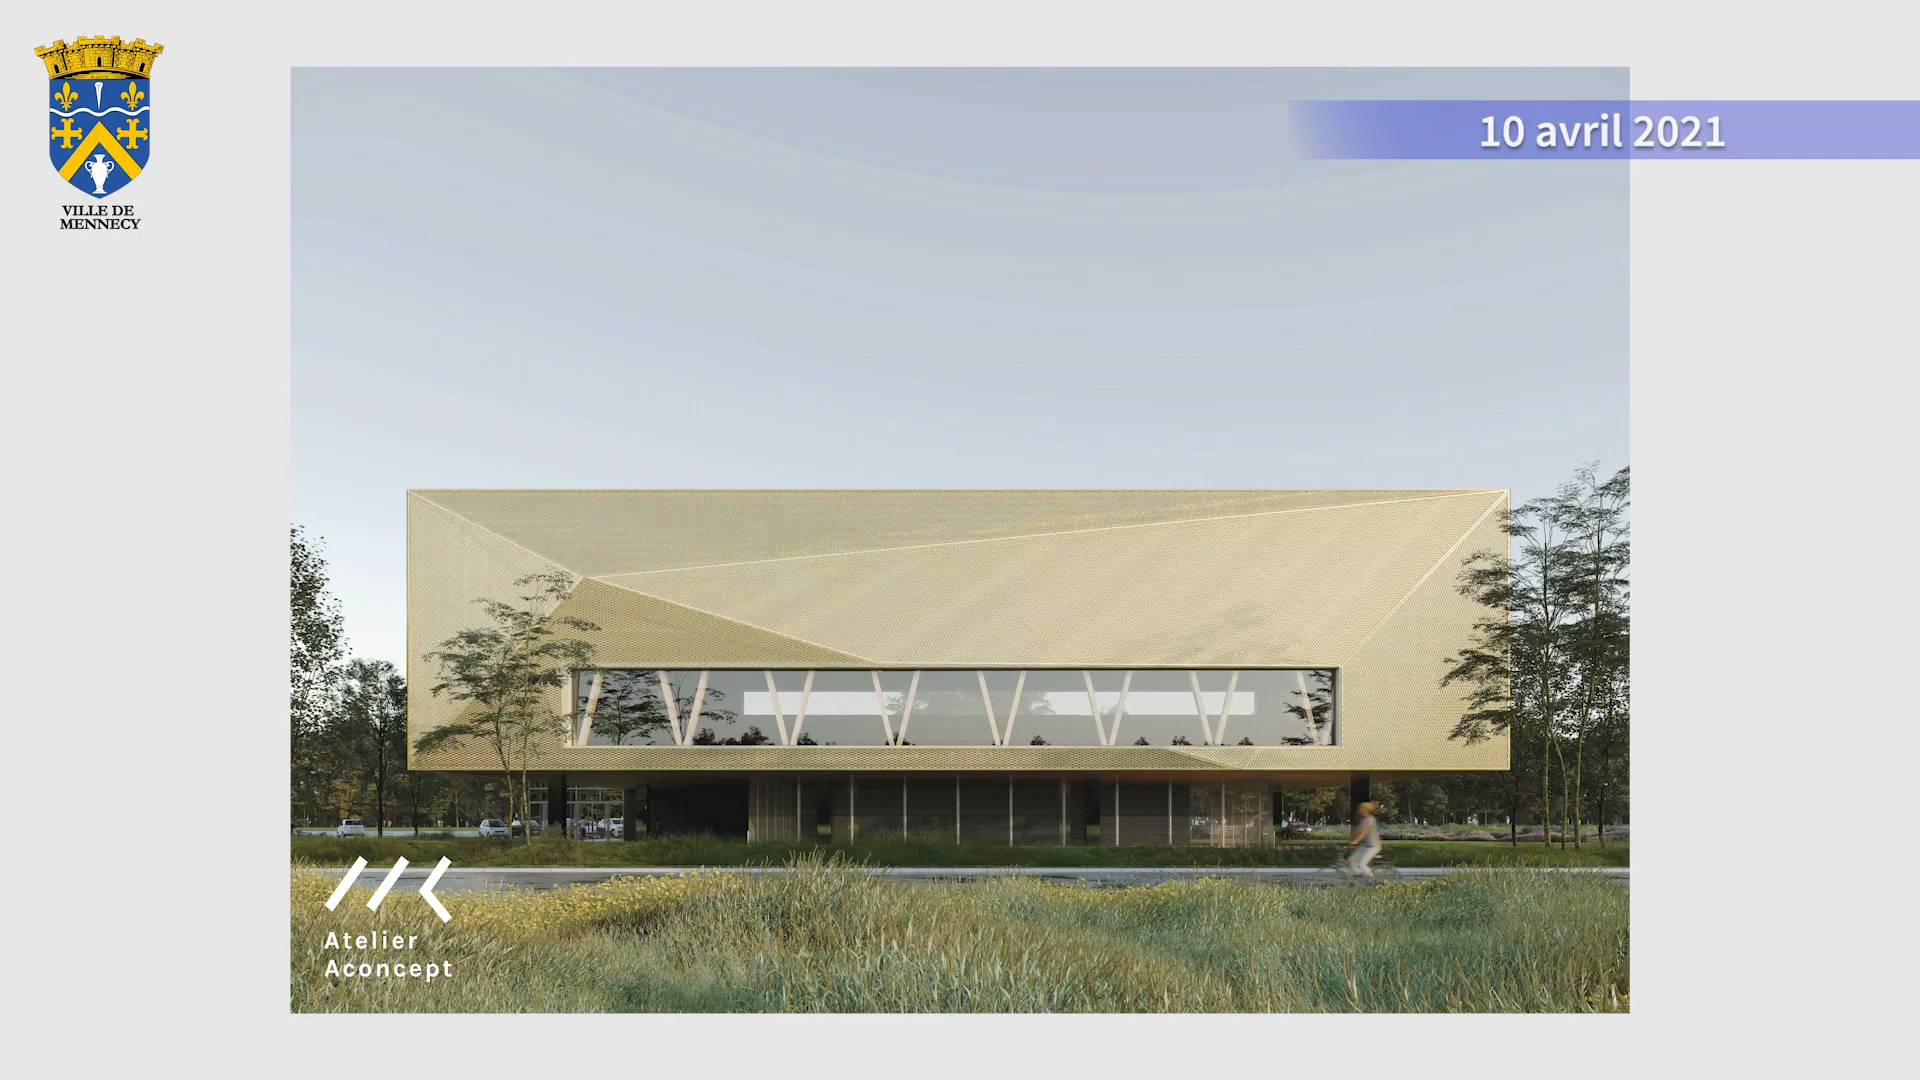 VILLE DE
MENNECY
10 avril 2021
Atelier
Aconcept